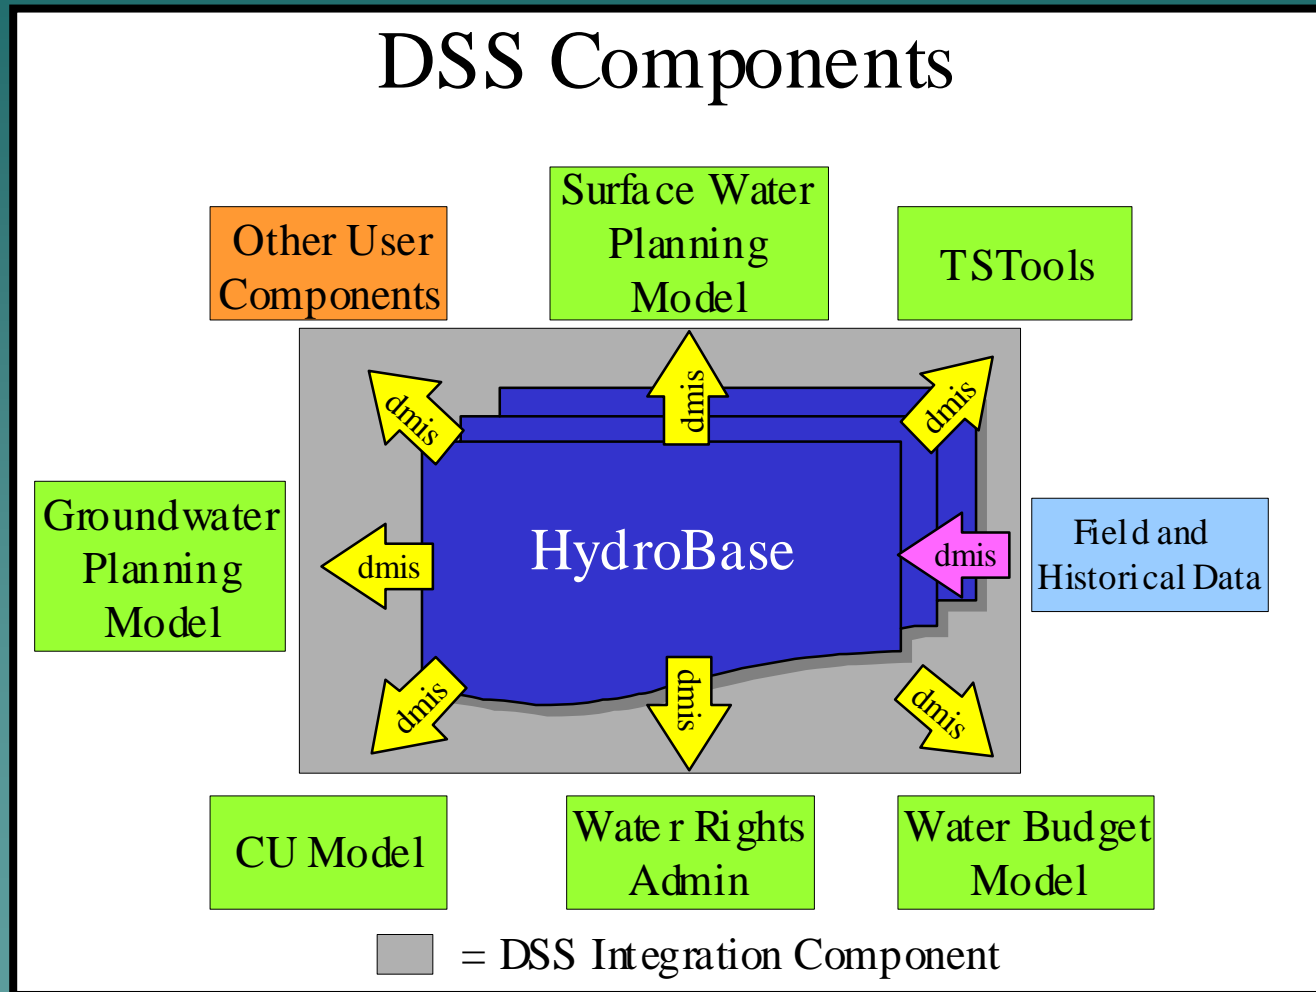 DSS Components
Surface Water
Planning
Model
Other User
Components
TSTools
dmis
dmis
dmis
Groundwater
Planning
Model
dmis
HydroBase
dmis
Field and
Historical Data
dmis
dmis
dmis
CU Model
Water Rights
Admin
Water Budget
Model
= DSS Integration Component